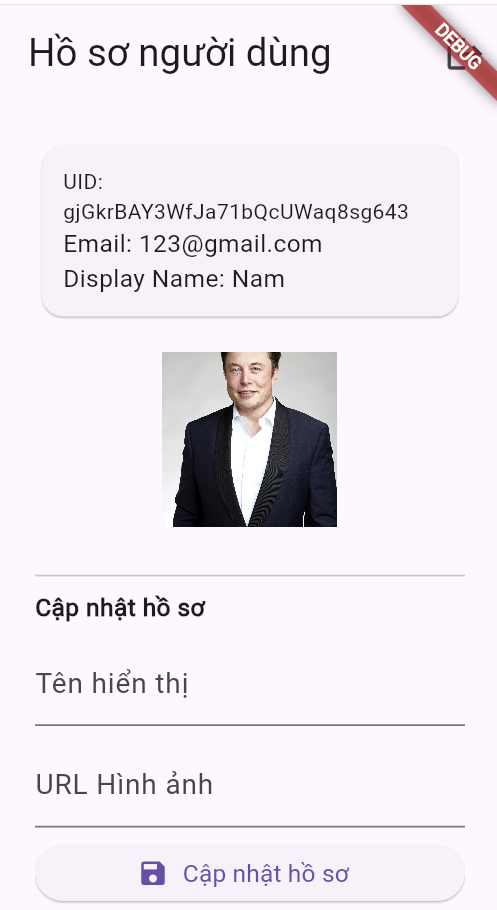 Hồ sơ người dùng
DEBUG
UID:
gjGkrBAY3WfJa71bQcUWaq8sg643
Email: 123@gmail.com
Display Name: Nam
Cập nhật hồ sơ
Tên hiển thị
URL Hình ảnh
Cập nhật hồ sơ